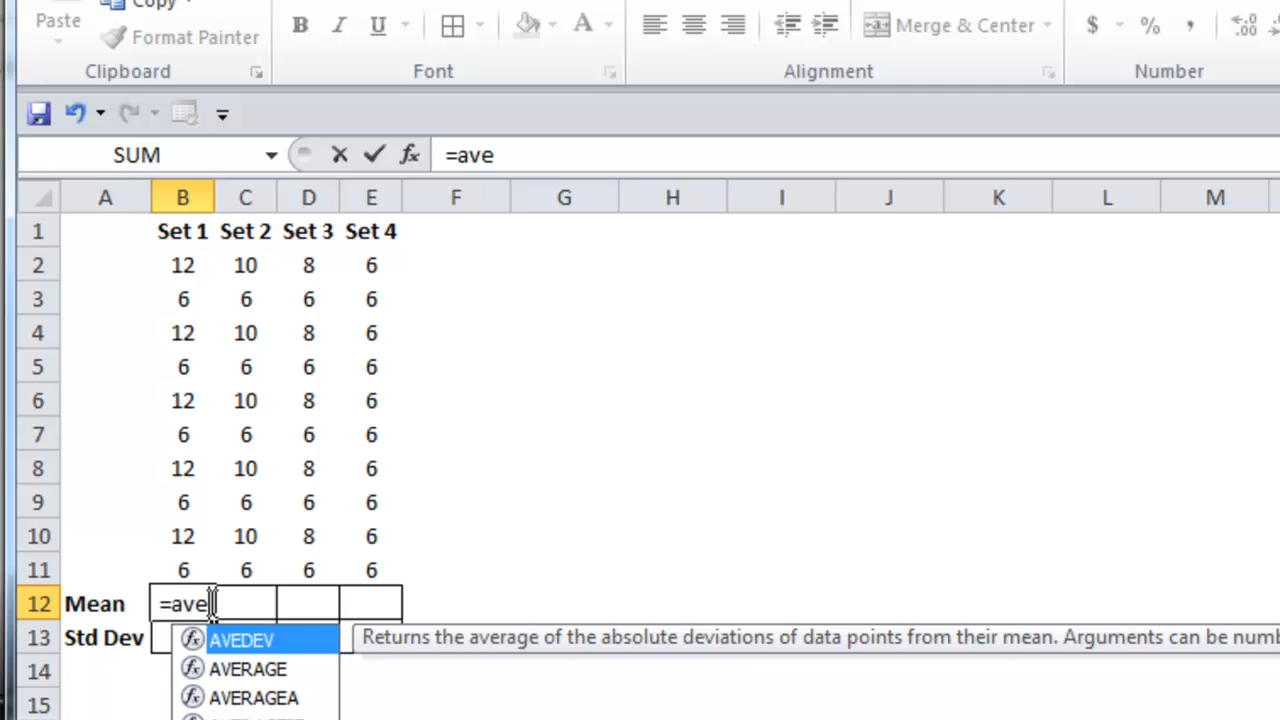 Copy
Paste
Format Painter
B I U
A
Merge & Center
$ % ,
Clipboard
Font
Alignment
Number
SUM
fx
=ave
A B C D E F G H I J K L M
1 Set 1 Set 2 Set 3 Set 4
2 12 10 8 6
3 6 6 6 6
4 12 10 8 6
5 6 6 6 6
6 12 10 8 6
7 6 6 6 6
8 12 10 8 6
9 6 6 6 6
10 12 10 8 6
11 6 6 6 6
12 Mean =ave
13 Std Dev
fx AVEDEV
Returns the average of the absolute deviations of data points from their mean. Arguments can be
14
fx AVERAGE
15
fx AVERAGEA